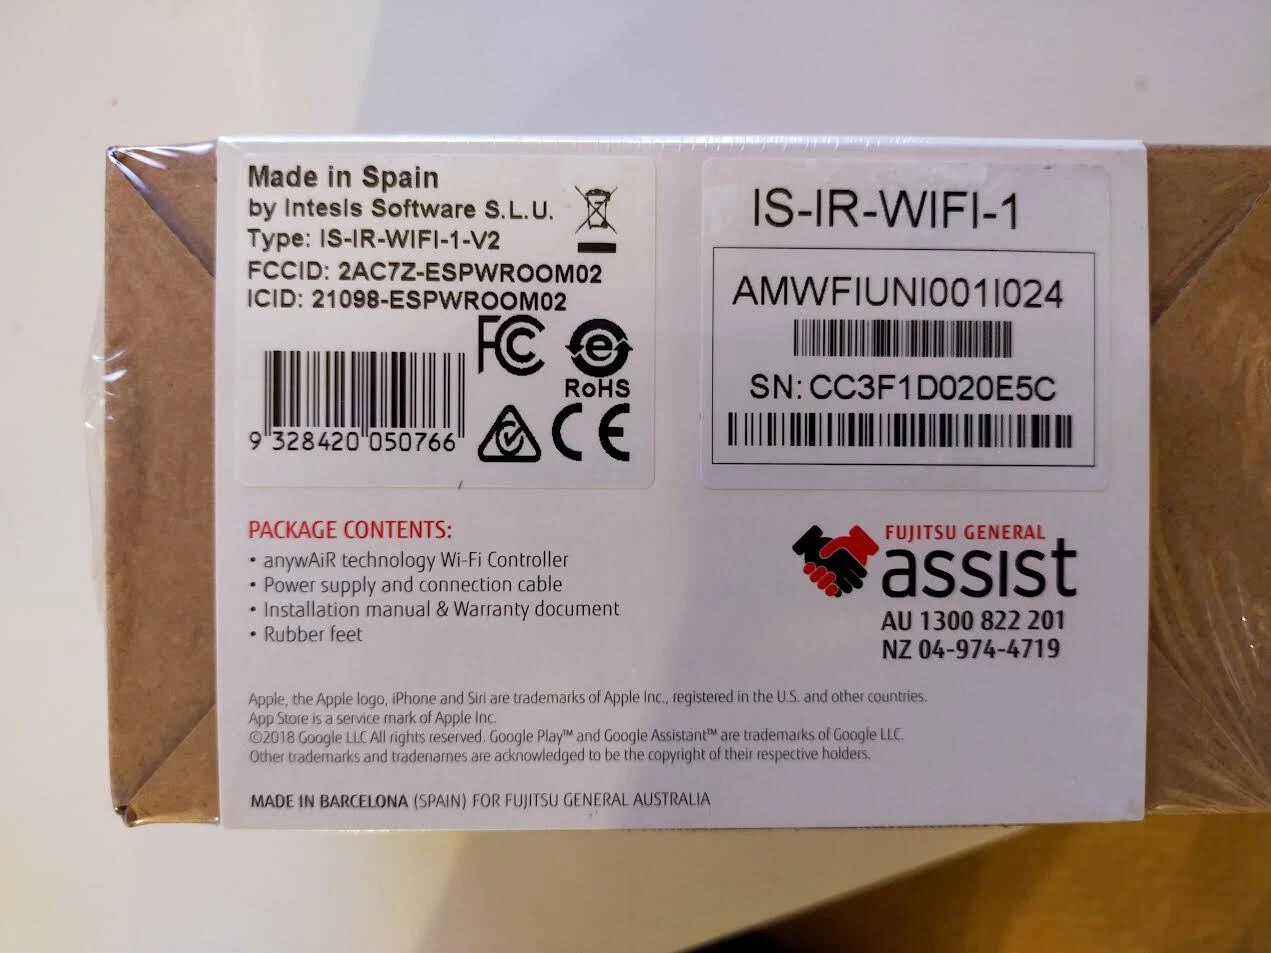 Made in Spain
by Intesis Software S.L.U.
Type: IS-IR-WIFI-1-V2
FCCID: 2AC7Z-ESPWROOM02
ICID: 21098-ESPWROOM02
FC
e
RoHS
CE
9 328420 050766
IS-IR-WIFI-1
AMWFIUNI001I024
SN: CC3F1D020E5C
PACKAGE CONTENTS:
• anywAiR technology Wi-Fi Controller
• Power supply and connection cable
• Installation manual & Warranty document
• Rubber feet
FUJITSU GENERAL
assist
AU 1300 822 201
NZ 04-974-4719
Apple, the Apple logo, iPhone and Siri are trademarks of Apple Inc., registered in the U.S. and other countries.
App Store is a service mark of Apple Inc.
©2018 Google LLC All rights reserved. Google Play™ and Google Assistant™ are trademarks of Google LLC.
Other trademarks and tradenames are acknowledged to be the copyright of their respective holders.
MADE IN BARCELONA (SPAIN) FOR FUJITSU GENERAL AUSTRALIA